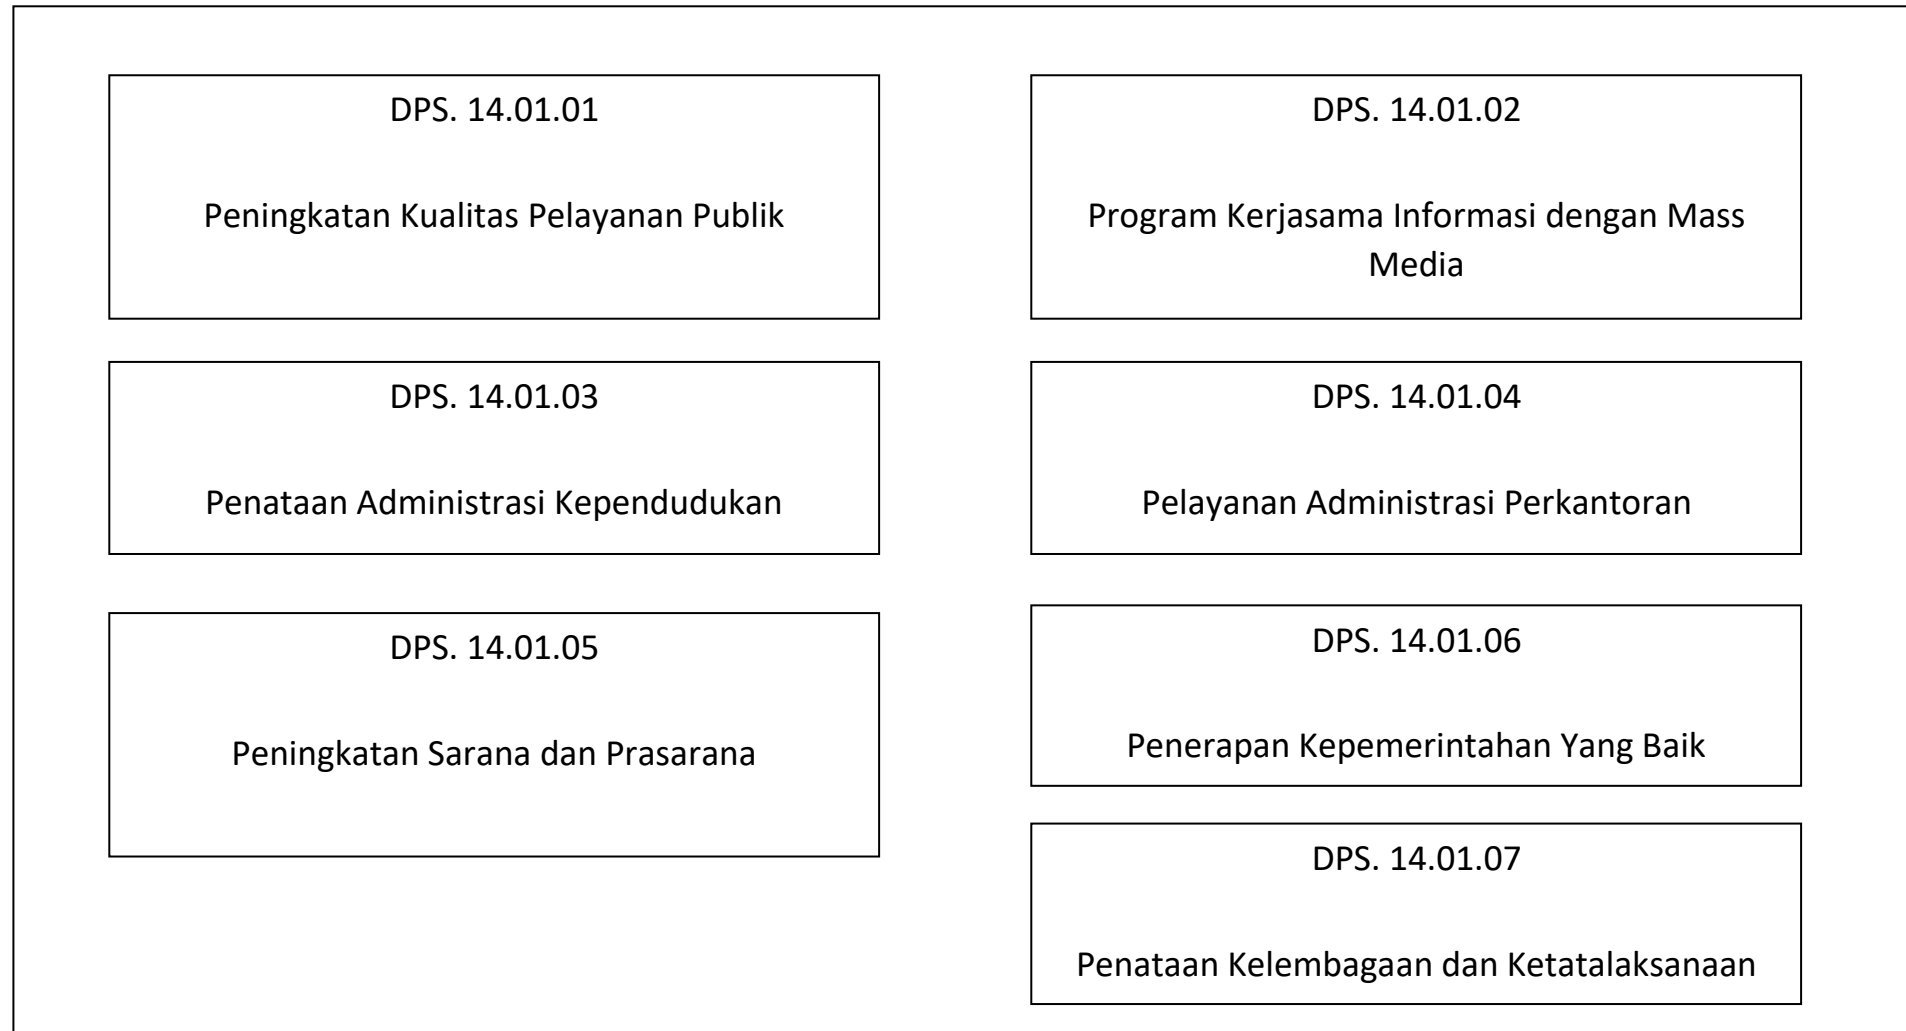 DPS. 14.01.01
Peningkatan Kualitas Pelayanan Publik
DPS. 14.01.02
Program Kerjasama Informasi dengan Mass
Media
DPS. 14.01.03
Penataan Administrasi Kependudukan
DPS. 14.01.04
Pelayanan Administrasi Perkantoran
DPS. 14.01.05
Peningkatan Sarana dan Prasarana
DPS. 14.01.06
Penerapan Kepemerintahan Yang Baik
DPS. 14.01.07
Penataan Kelembagaan dan Ketatalaksanaan